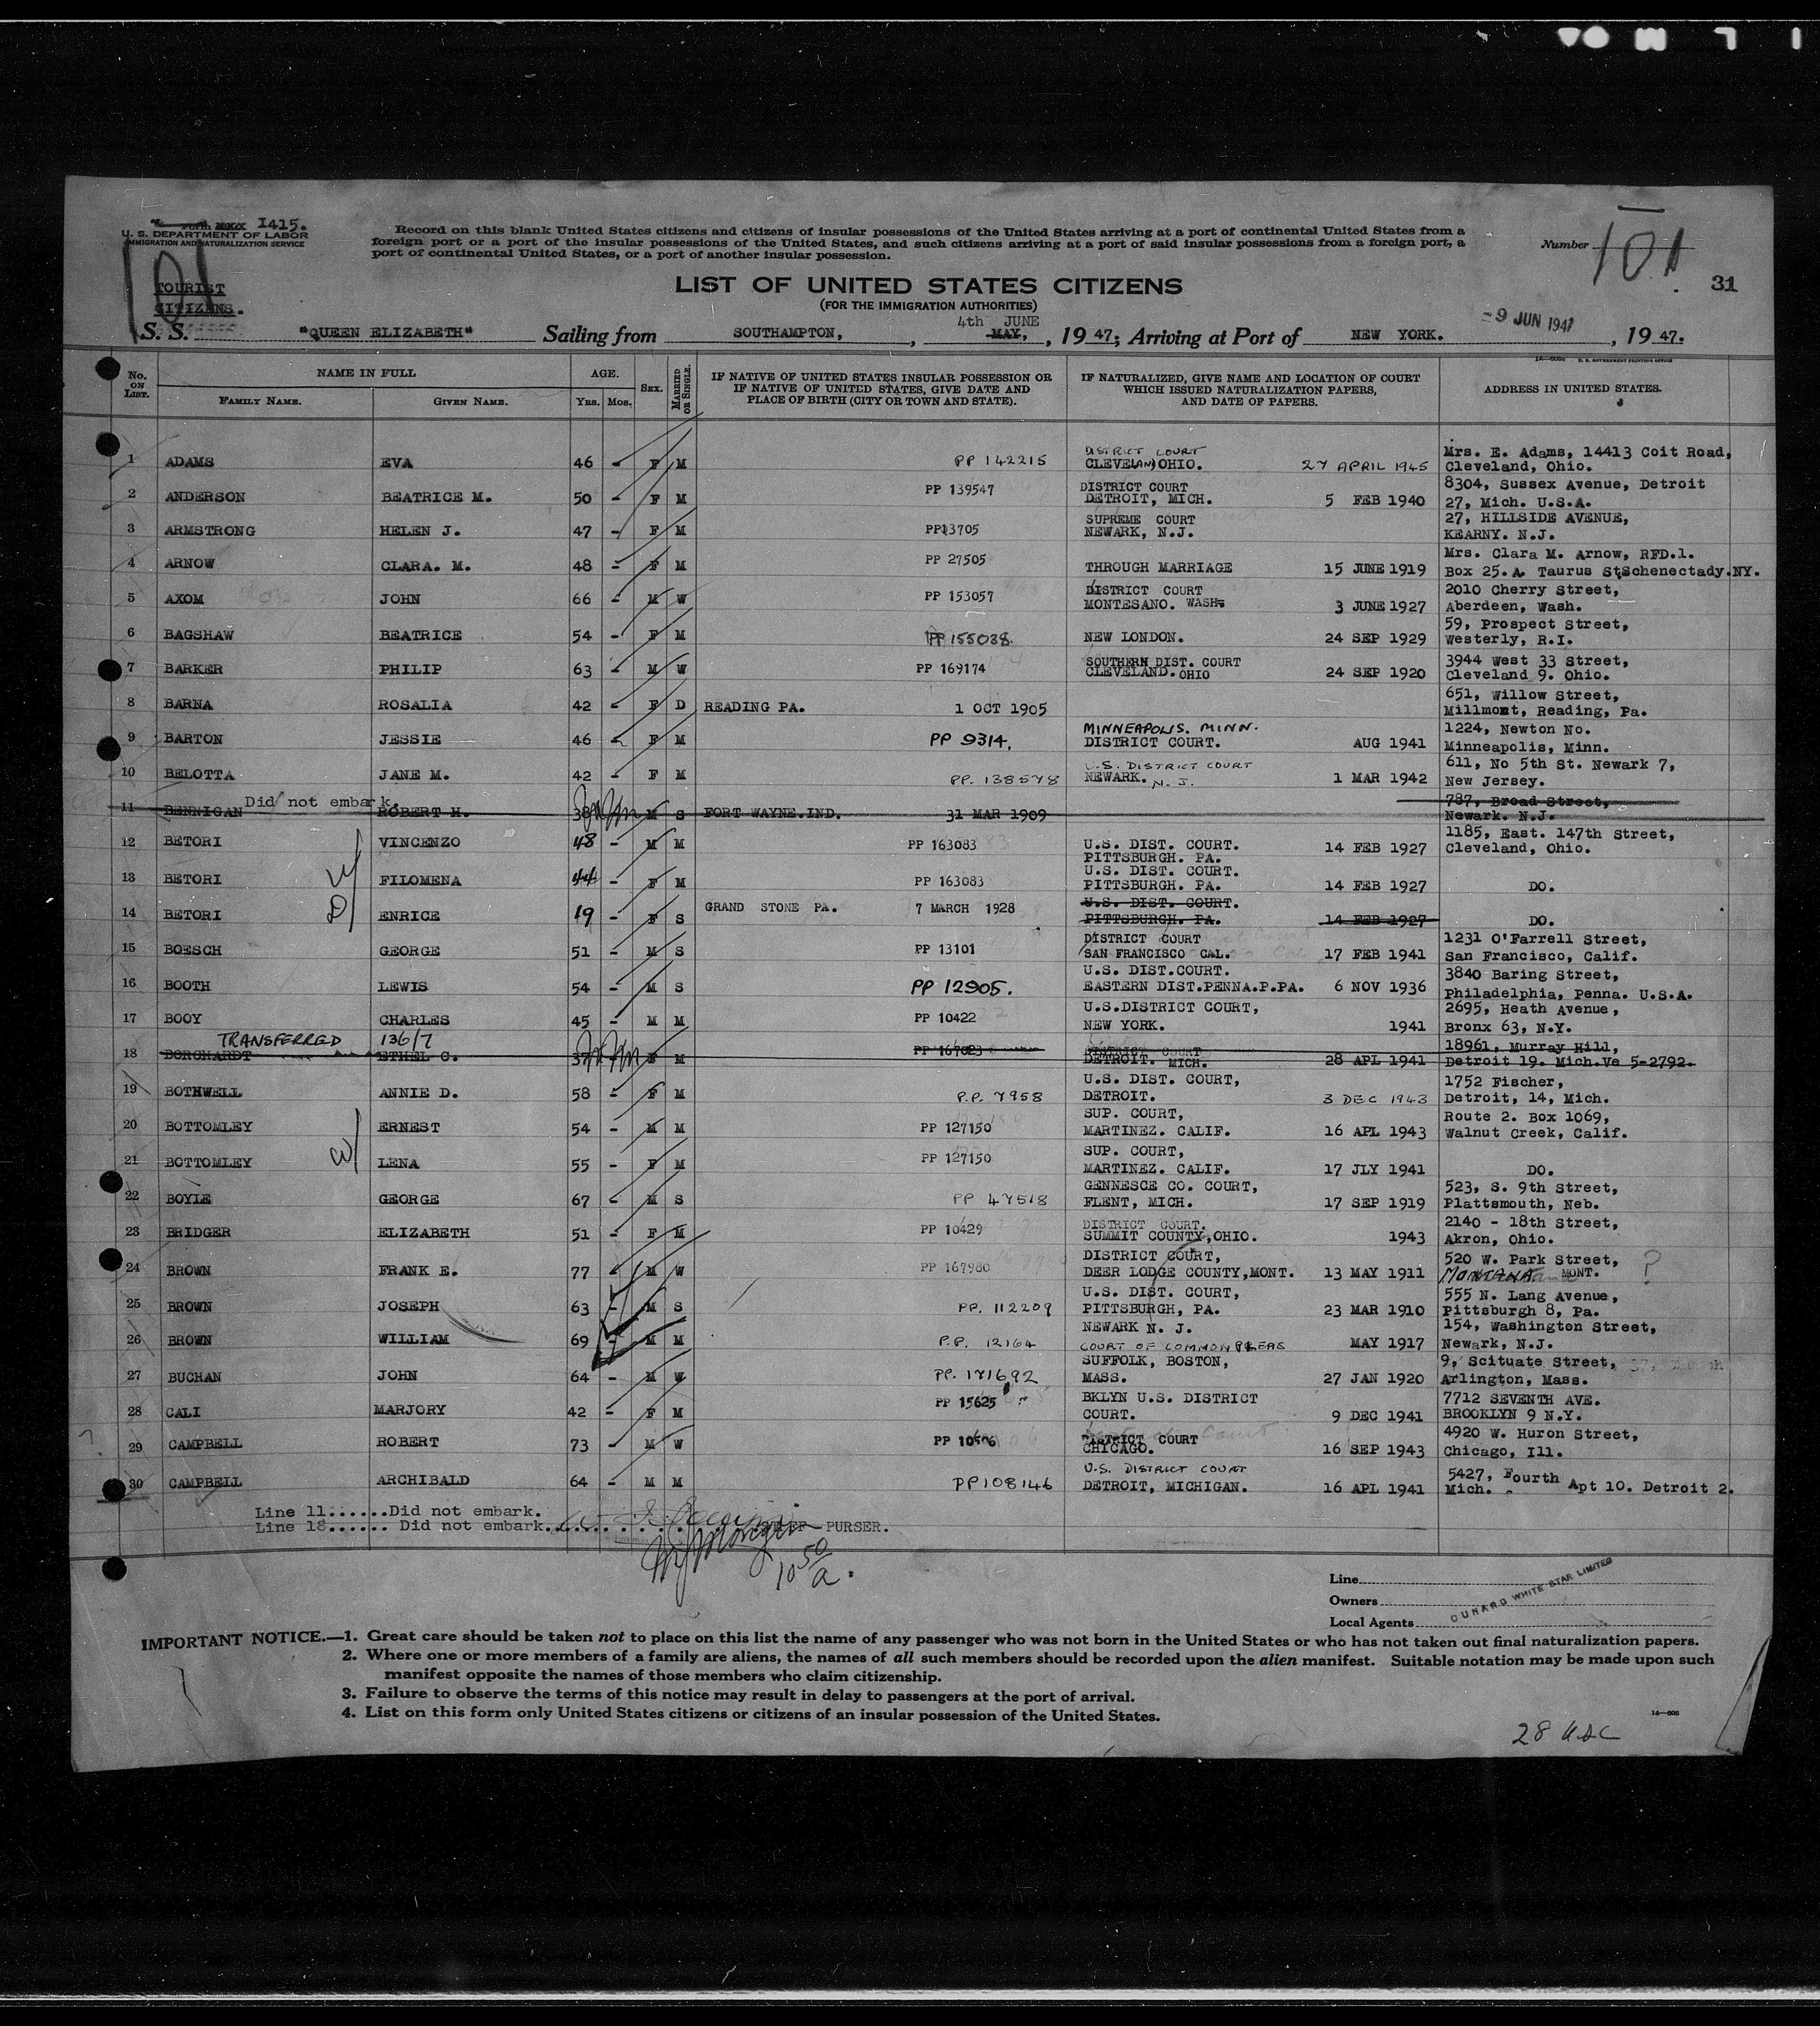 I415.
U. S. DEPARTMENT OF LABOR
IMMIGRATION AND NATURALIZATION SERVICE
Record on this blank United States citizens and citizens of insular possessions of the United States arriving at a port of continental United States from a
foreign port or a port of the insular possessions of the United States, and such citizens arriving at a port of said insular possessions from a foreign port, a
port of continental United States, or a port of another insular possession.
Number 101
31
101
TOURIST
CITIZENS.
LIST OF UNITED STATES CITIZENS
(FOR THE IMMIGRATION AUTHORITIES)
S. S. "QUEEN ELIZABETH" Sailing from SOUTHAMPTON, 4th JUNE MAY, 1947; Arriving at Port of NEW YORK. -9 JUN 1947, 1947.
No. ON LIST. NAME IN FULL FAMILY NAME. GIVEN NAME. AGE. YRS. MOS. SEX. MARRIED OR SINGLE. IF NATIVE OF UNITED STATES INSULAR POSSESSION OR IF NATIVE OF UNITED STATES, GIVE DATE AND PLACE OF BIRTH (CITY OR TOWN AND STATE). IF NATURALIZED, GIVE NAME AND LOCATION OF COURT WHICH ISSUED NATURALIZATION PAPERS, AND DATE OF PAPERS. ADDRESS IN UNITED STATES.
1 ADAMS EVA 46 - F M PP 142215 DISTRICT COURT CLEVELAND OHIO. 27 APRIL 1945 Mrs. E. Adams, 14413 Coit Road, Cleveland, Ohio.
2 ANDERSON BEATRICE M. 50 - F M PP 139547 DISTRICT COURT DETROIT, MICH. 5 FEB 1940 8304, Sussex Avenue, Detroit 27, Mich. U.S.A.
3 ARMSTRONG HELEN J. 47 - F M PP13705 SUPREME COURT NEWARK, N.J. 27, HILLSIDE AVENUE, KEARNY. N.J.
4 ARNOW CLARA. M. 48 - F M PP 27505 THROUGH MARRIAGE 15 JUNE 1919 Mrs. Clara M. Arnow, RFD.1. Box 25.A. Taurus St. Schenectady.NY.
5 AXOM JOHN 66 - M W PP 153057 DISTRICT COURT MONTESANO. WASH. 3 JUNE 1927 2010 Cherry Street, Aberdeen, Wash.
6 BAGSHAW BEATRICE 54 - F M PP 155038. NEW LONDON. 24 SEP 1929 59, Prospect Street, Westerly, R.I.
7 BARKER PHILIP 63 - M W PP 169174 SOUTHERN DIST. COURT CLEVELAND. OHIO 24 SEP 1920 3944 West 33 Street, Cleveland 9. Ohio.
8 BARNA ROSALIA 42 - F D READING PA. 1 OCT 1905 651, Willow Street, Millmont, Reading, Pa.
9 BARTON JESSIE 46 - F M PP 9314. MINNEAPOLIS. MINN. DISTRICT COURT. AUG 1941 1224, Newton No. Minneapolis, Minn.
10 BELOTTA JANE M. 42 - F M PP. 138578 U.S. DISTRICT COURT NEWARK. N.J. 1 MAR 1942 611, No 5th St. Newark 7, New Jersey.
11 BENNIGAN Did not embark. ROBERT H. 38 M S FORT WAYNE.IND. 31 MAR 1909 787, Broad Street, Newark. N.J.
12 BETORI VINCENZO 48 - M M PP 163083 U.S. DIST. COURT. PITTSBURGH. PA. 14 FEB 1927 1185, East. 147th Street, Cleveland, Ohio.
13 BETORI FILOMENA 44 - F M PP 163083 U.S. DIST. COURT. PITTSBURGH. PA. 14 FEB 1927 DO.
14 BETORI ENRICE 19 - F S GRAND STONE PA. 7 MARCH 1928 U.S. DIST. COURT. PITTSBURGH. PA. 14 FEB 1927 DO.
15 BOESCH GEORGE 51 - M S PP 13101 DISTRICT COURT SAN FRANCISCO CAL. 17 FEB 1941 1231 O'Farrell Street, San Francisco, Calif.
16 BOOTH LEWIS 54 - M S PP 12905. U.S. DIST.COURT. EASTERN DIST.PENNA.P.PA. 6 NOV 1936 3840 Baring Street, Philadelphia, Penna. U.S.A.
17 BOOY CHARLES 45 - M M PP 10422 U.S.DISTRICT COURT, NEW YORK. 1941 2695, Heath Avenue, Bronx 63, N.Y.
TRANSFERRED 136/7
18 BORCHARDT ETHEL C. 37 F M PP 167023 DISTRICT COURT DETROIT. MICH. 28 APL 1941 18961, Murray Hill, Detroit 19. Mich.Ve 5-2792.
19 BOTHWELL ANNIE D. 58 - F M P.P. 7958 U.S. DIST. COURT, DETROIT. 3 DEC 1943 1752 Fischer, Detroit, 14, Mich.
20 BOTTOMLEY ERNEST 54 - M M PP 127150 SUP. COURT, MARTINEZ. CALIF. 16 APL 1943 Route 2. Box 1069, Walnut Creek, Calif.
21 BOTTOMLEY LENA 55 - F M PP 127150 SUP. COURT, MARTINEZ. CALIF. 17 JLY 1941 DO.
22 BOYLE GEORGE 67 - M S PP 47518 GENNESCE CO. COURT, FLENT, MICH. 17 SEP 1919 523, S. 9th Street, Plattsmouth, Neb.
23 BRIDGER ELIZABETH 51 - F M PP 10429 DISTRICT COURT. SUMMIT COUNTY,OHIO. 1943 2140 - 18th Street, Akron, Ohio.
24 BROWN FRANK E. 77 - M W PP 167980 DISTRICT COURT, DEER LODGE COUNTY,MONT. 13 MAY 1911 520 W. Park Street, MONTANA MONT. ?
25 BROWN JOSEPH 63 - M S PP. 112209 U.S. DIST. COURT, PITTSBURGH, PA. 23 MAR 1910 555 N. Lang Avenue, Pittsburgh 8, Pa.
26 BROWN WILLIAM 69 - M M P.P. 12164 NEWARK N. J. COURT OF COMMON PLEAS MAY 1917 154, Washington Street, Newark, N.J.
27 BUCHAN JOHN 64 - M W PP. 171692 SUFFOLK, BOSTON, MASS. 27 JAN 1920 9, Scituate Street, Arlington, Mass.
28 CALI MARJORY 42 - F M PP 15625 BKLYN U.S. DISTRICT COURT. 9 DEC 1941 7712 SEVENTH AVE. BROOKLYN 9 N.Y.
29 CAMPBELL ROBERT 73 - M W PP 10506 DISTRICT COURT CHICAGO. 16 SEP 1943 4920 W. Huron Street, Chicago, Ill.
30 CAMPBELL ARCHIBALD 64 - M M PP108146 U.S. DISTRICT COURT DETROIT, MICHIGAN. 16 APL 1941 5427, Fourth Apt 10. Detroit 2. Mich.
Line 11......Did not embark.
Line 18...... Did not embark. CHIEF PURSER.
10 50 a.
Line
Owners
Local Agents
CUNARD WHITE STAR LIMITED
IMPORTANT NOTICE.—1. Great care should be taken not to place on this list the name of any passenger who was not born in the United States or who has not taken out final naturalization papers.
2. Where one or more members of a family are aliens, the names of all such members should be recorded upon the alien manifest. Suitable notation may be made upon such
manifest opposite the names of those members who claim citizenship.
3. Failure to observe the terms of this notice may result in delay to passengers at the port of arrival.
4. List on this form only United States citizens or citizens of an insular possession of the United States.
28 USC